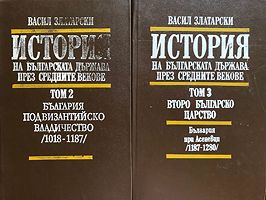 ВАСИЛ ЗЛАТАРСКИ
ИСТОРИЯ
НА БЪЛГАРСКАТА ДЪРЖАВА
ПРЕЗ СРЕДНИТЕ ВЕКОВЕ
ТОМ 2
БЪЛГАРИЯ
ПОД ВИЗАНТИЙСКО
ВЛАДИЧЕСТВО
/1018-1187/
ВАСИЛ ЗЛАТАРСКИ
ИСТОРИЯ
НА БЪЛГАРСКАТА ДЪРЖАВА
ПРЕЗ СРЕДНИТЕ ВЕКОВЕ
ТОМ 3
ВТОРО БЪЛГАРСКО
ЦАРСТВО
България
при Асеневци
/1187-1280/